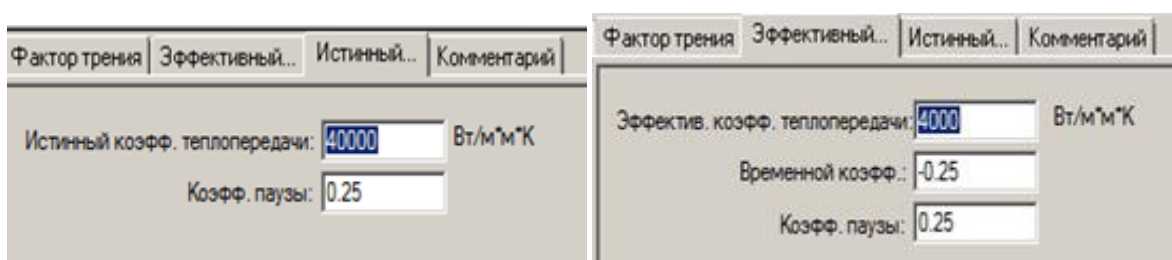 Фактор трения Эффективный... Истинный... Комментарий
Истинный коэфф. теплопередачи: 40000 Вт/м*м*К
Коэфф. паузы: 0.25
Фактор трения Эффективный... Истинный... Комментарий
Эффектив. коэфф. теплопередачи: 4000 Вт/м*м*К
Временной коэфф.: -0.25
Коэфф. паузы: 0.25